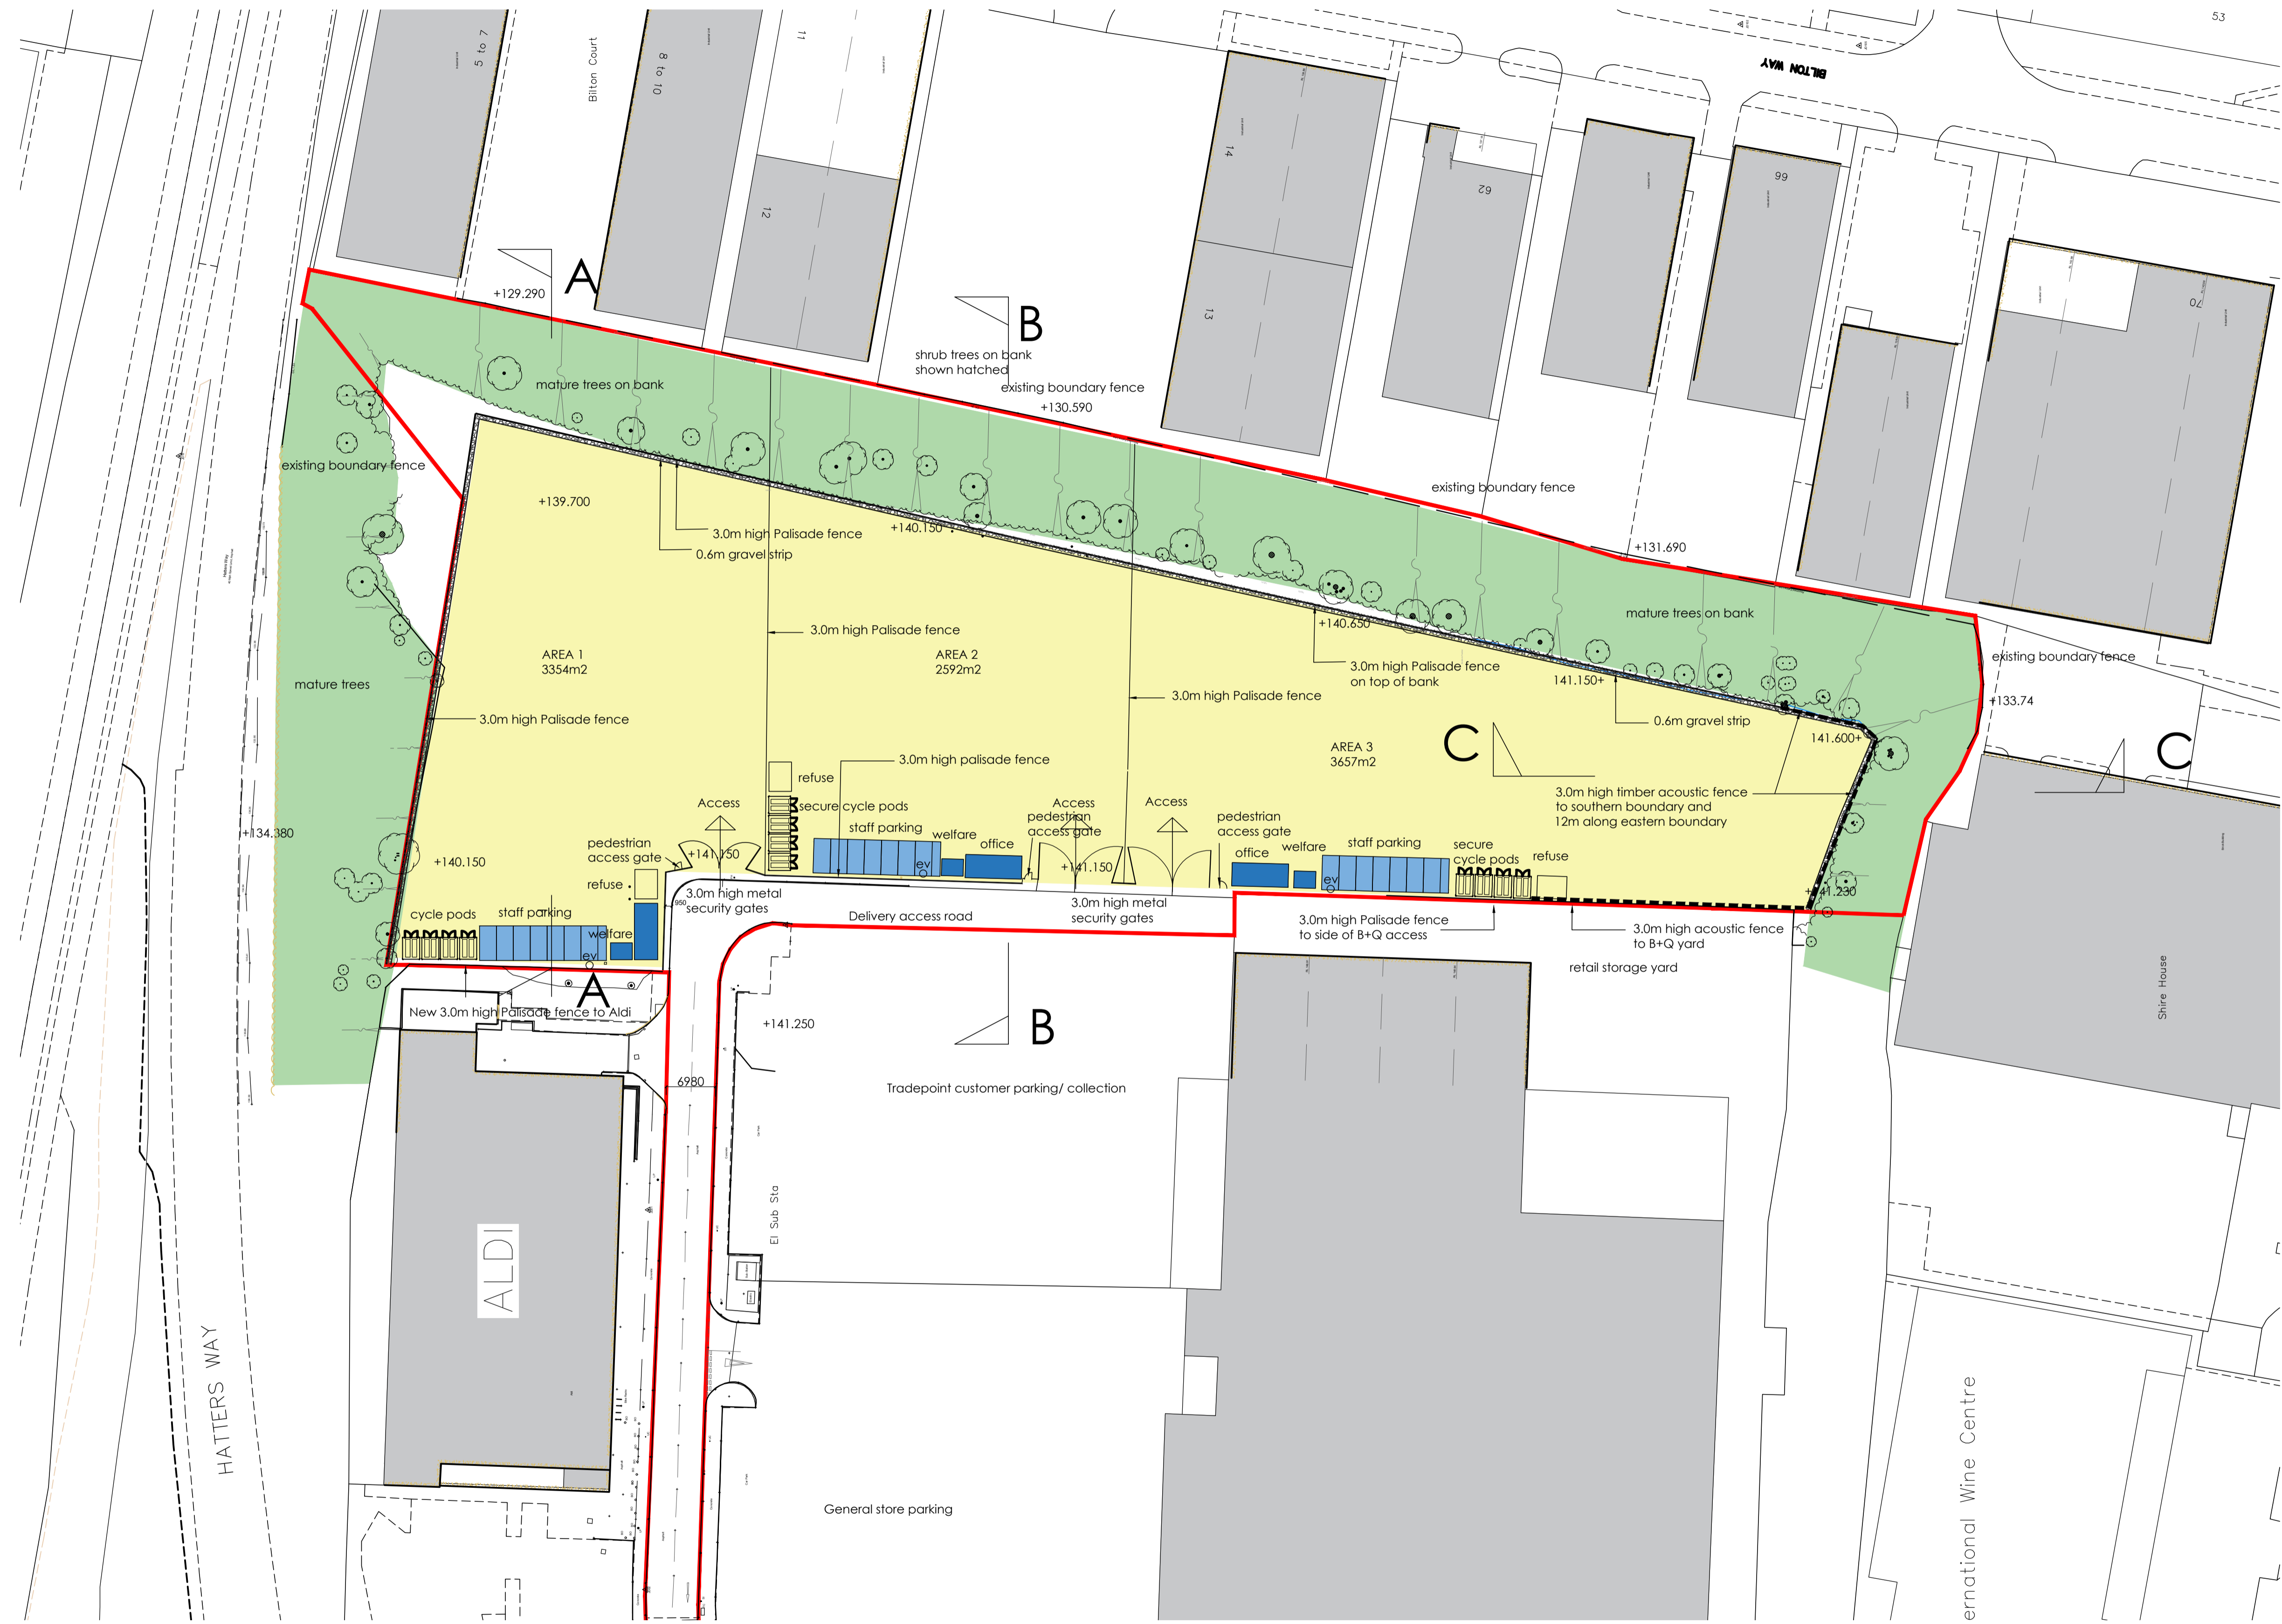 53
5 to 7
Bilton Court
8 to 10
11
BILTON WAY
14
62
66
12
70
13
A
+129.290
B
shrub trees on bank
shown hatched
existing boundary fence
+130.590
mature trees on bank
existing boundary fence
existing boundary fence
+139.700
3.0m high Palisade fence
0.6m gravel strip
+140.150
+131.690
mature trees on bank
+140.650
existing boundary fence
3.0m high Palisade fence
AREA 1
3354m2
AREA 2
2592m2
3.0m high Palisade fence
on top of bank
141.150+
mature trees
3.0m high Palisade fence
3.0m high Palisade fence
0.6m gravel strip
+133.74
141.600+
AREA 3
3657m2
C
C
3.0m high palisade fence
refuse
3.0m high timber acoustic fence
to southern boundary and
12m along eastern boundary
Access
secure cycle pods
Access
Access
staff parking
welfare
office
pedestrian
access gate
pedestrian
access gate
office
welfare
staff parking
secure
cycle pods
refuse
+134.380
pedestrian
access gate
+140.150
+141.150
ev
+141.150
ev
+141.230
refuse
3.0m high metal
security gates
950
3.0m high metal
security gates
cycle pods
staff parking
welfare
ev
Delivery access road
3.0m high Palisade fence
to side of B+Q access
3.0m high acoustic fence
to B+Q yard
retail storage yard
A
New 3.0m high Palisade fence to Aldi
+141.250
B
Shire House
6980
Tradepoint customer parking/ collection
El Sub Sta
ALDI
HATTERS WAY
General store parking
ernational Wine Centre